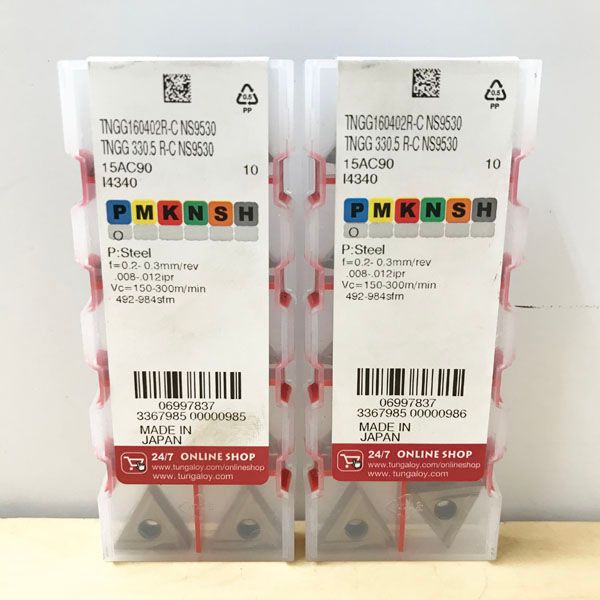 0.5
PP
TNGG160402R-C NS9530
TNGG 330.5 R-C NS9530
15AC90 10
I4340
P M K N S H
O
P:Steel
f=0.2- 0.3mm/rev
.008-.012ipr
Vc=150-300m/min
492-984sfm
06997837
3367985 00000985
MADE IN
JAPAN
24/7 ONLINE SHOP
www.tungaloy.com/onlineshop
www.tungaloy.com
0.5
PP
TNGG160402R-C NS9530
TNGG 330.5 R-C NS9530
15AC90 10
I4340
P M K N S H
O
P:Steel
f=0.2- 0.3mm/rev
.008-.012ipr
Vc=150-300m/min
492-984sfm
06997837
3367985 00000986
MADE IN
JAPAN
24/7 ONLINE SHOP
www.tungaloy.com/onlineshop
www.tungaloy.com